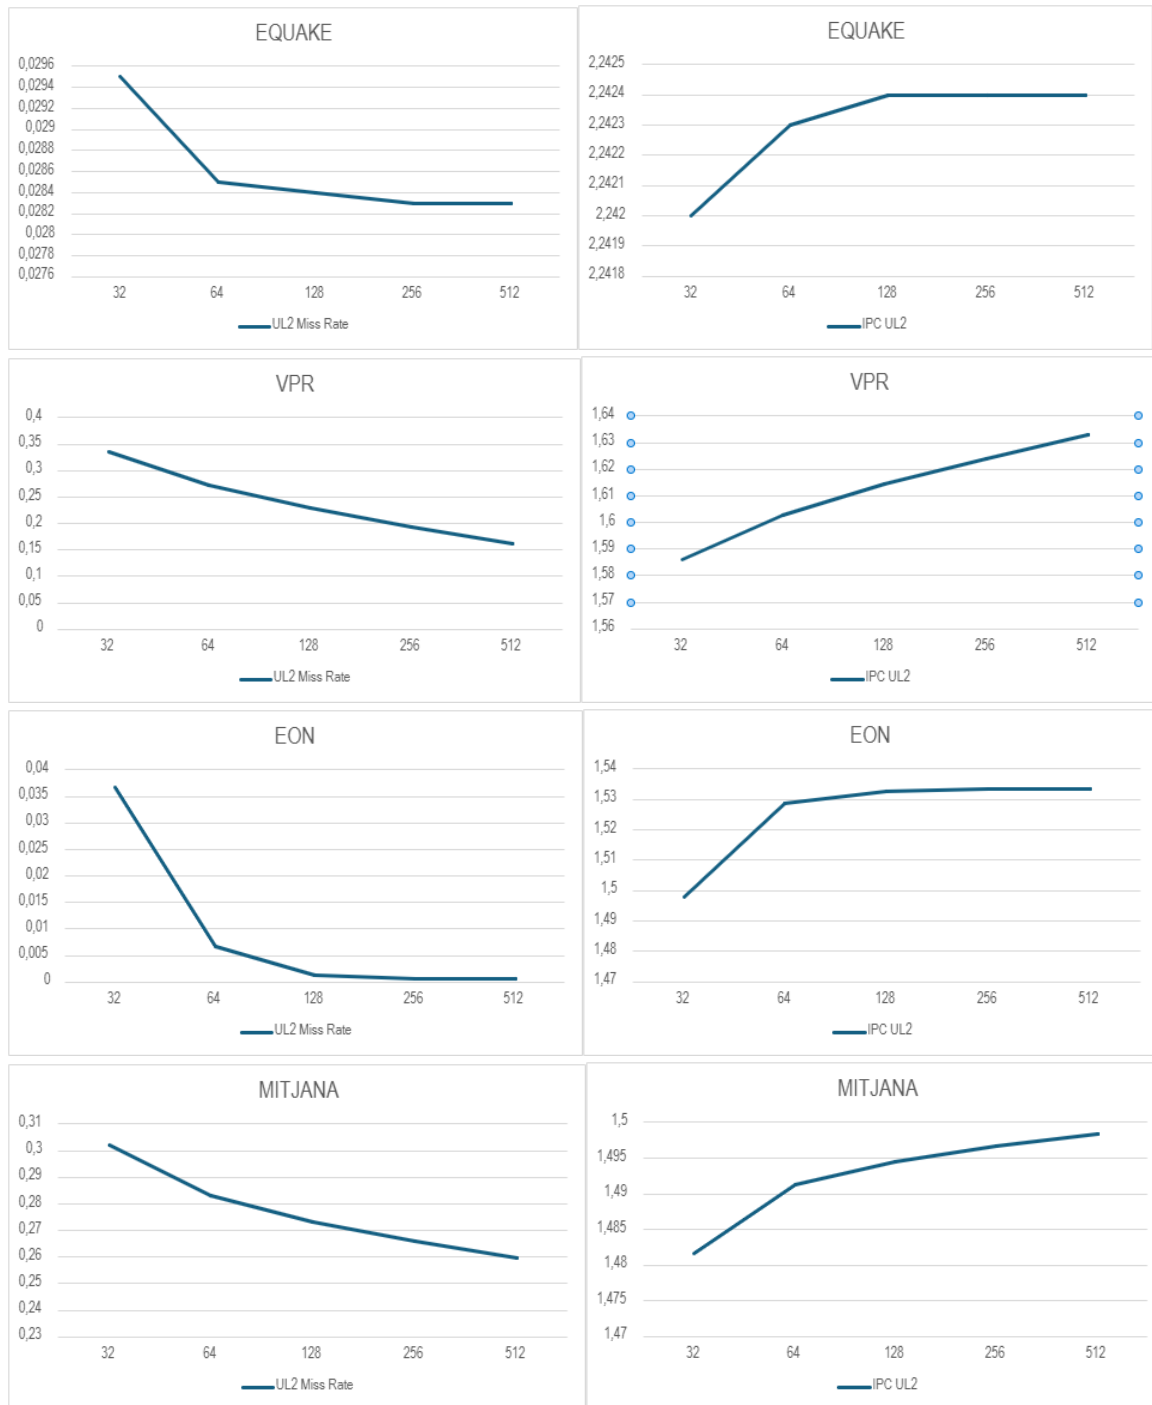 EQUAKE
0,0296
0,0294
0,0292
0,029
0,0288
0,0286
0,0284
0,0282
0,028
0,0278
0,0276
32 64 128 256 512
UL2 Miss Rate
EQUAKE
2,2425
2,2424
2,2423
2,2422
2,2421
2,242
2,2419
2,2418
32 64 128 256 512
IPC UL2
VPR
0,4
0,35
0,3
0,25
0,2
0,15
0,1
0,05
0
32 64 128 256 512
UL2 Miss Rate
VPR
1,64
1,63
1,62
1,61
1,6
1,59
1,58
1,57
1,56
32 64 128 256 512
IPC UL2
EON
0,04
0,035
0,03
0,025
0,02
0,015
0,01
0,005
0
32 64 128 256 512
UL2 Miss Rate
EON
1,54
1,53
1,52
1,51
1,5
1,49
1,48
1,47
32 64 128 256 512
IPC UL2
MITJANA
0,31
0,3
0,29
0,28
0,27
0,26
0,25
0,24
0,23
32 64 128 256 512
UL2 Miss Rate
MITJANA
1,5
1,495
1,49
1,485
1,48
1,475
1,47
32 64 128 256 512
IPC UL2